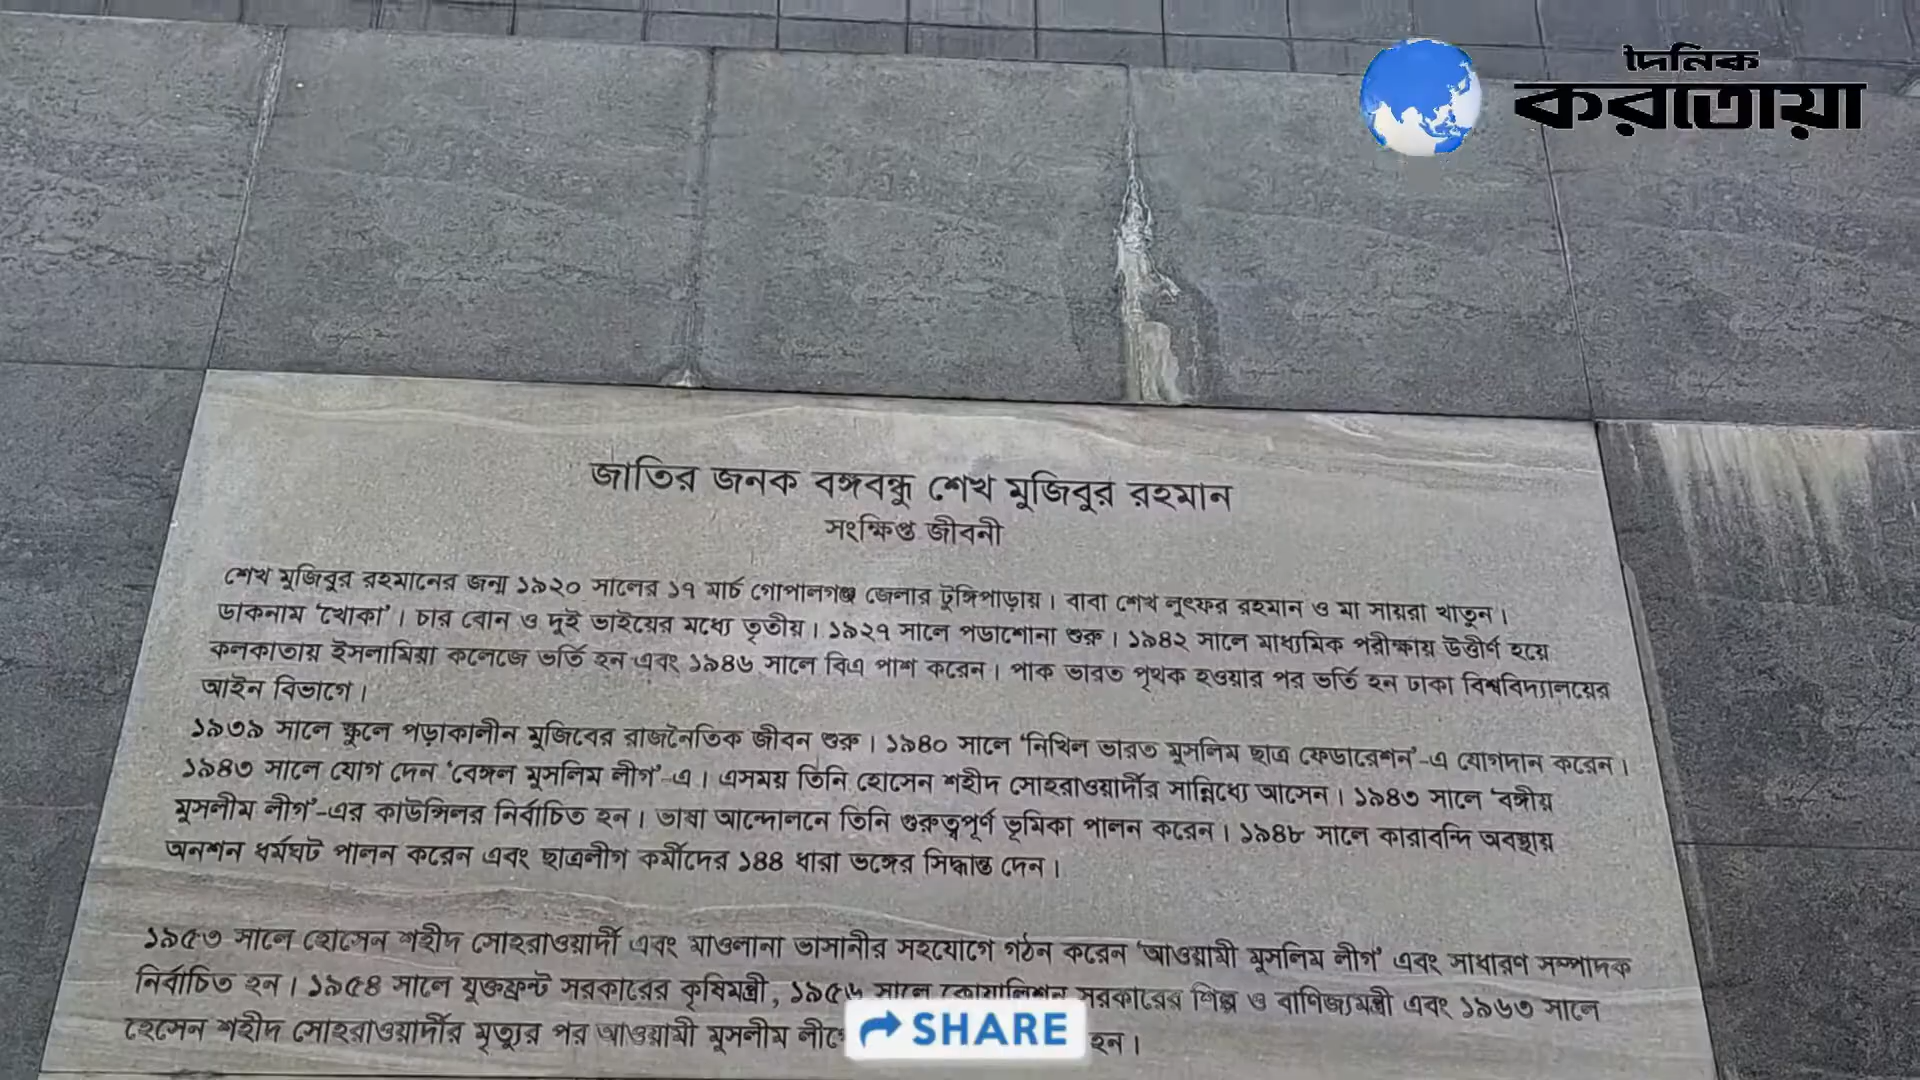 দৈনিক
করতোয়া
জাতির জনক বঙ্গবন্ধু শেখ মুজিবুর রহমান
সংক্ষিপ্ত জীবনী
শেখ মুজিবুর রহমানের জন্ম ১৯২০ সালের ১৭ মার্চ গোপালগঞ্জ জেলার টুঙ্গিপাড়ায়। বাবা শেখ লুৎফর রহমান ও মা সায়রা খাতুন।
ডাকনাম ‘খোকা’। চার বোন ও দুই ভাইয়ের মধ্যে তৃতীয়। ১৯২৭ সালে পড়াশোনা শুরু। ১৯৪২ সালে মাধ্যমিক পরীক্ষায় উত্তীর্ণ হয়ে
কলকাতায় ইসলামিয়া কলেজে ভর্তি হন এবং ১৯৪৬ সালে বিএ পাশ করেন। পাক ভারত পৃথক হওয়ার পর ভর্তি হন ঢাকা বিশ্ববিদ্যালয়ের
আইন বিভাগে।
১৯৩৯ সালে স্কুলে পড়াকালীন মুজিবের রাজনৈতিক জীবন শুরু। ১৯৪০ সালে ‘নিখিল ভারত মুসলিম ছাত্র ফেডারেশন’-এ যোগদান করেন।
১৯৪৩ সালে যোগ দেন ‘বেঙ্গল মুসলিম লীগ’-এ। এসময় তিনি হোসেন শহীদ সোহরাওয়ার্দীর সান্নিধ্যে আসেন। ১৯৪৩ সালে ‘বঙ্গীয়
মুসলীম লীগ’-এর কাউন্সিলর নির্বাচিত হন। ভাষা আন্দোলনে তিনি গুরুত্বপূর্ণ ভূমিকা পালন করেন। ১৯৪৮ সালে কারাবন্দি অবস্থায়
অনশন ধর্মঘট পালন করেন এবং ছাত্রলীগ কর্মীদের ১৪৪ ধারা ভঙ্গের সিদ্ধান্ত দেন।
১৯৫৩ সালে হোসেন শহীদ সোহরাওয়ার্দী এবং মাওলানা ভাসানীর সহযোগে গঠন করেন ‘আওয়ামী মুসলিম লীগ’ এবং সাধারণ সম্পাদক
নির্বাচিত হন। ১৯৫৪ সালে যুক্তফ্রন্ট সরকারের কৃষিমন্ত্রী, ১৯৫৬ সালে কোয়ালিশন সরকারের শিল্প ও বাণিজ্যমন্ত্রী এবং ১৯৬৩ সালে
হেসেন শহীদ সোহরাওয়ার্দীর মৃত্যুর পর আওয়ামী মুসলীম হন।
SHARE